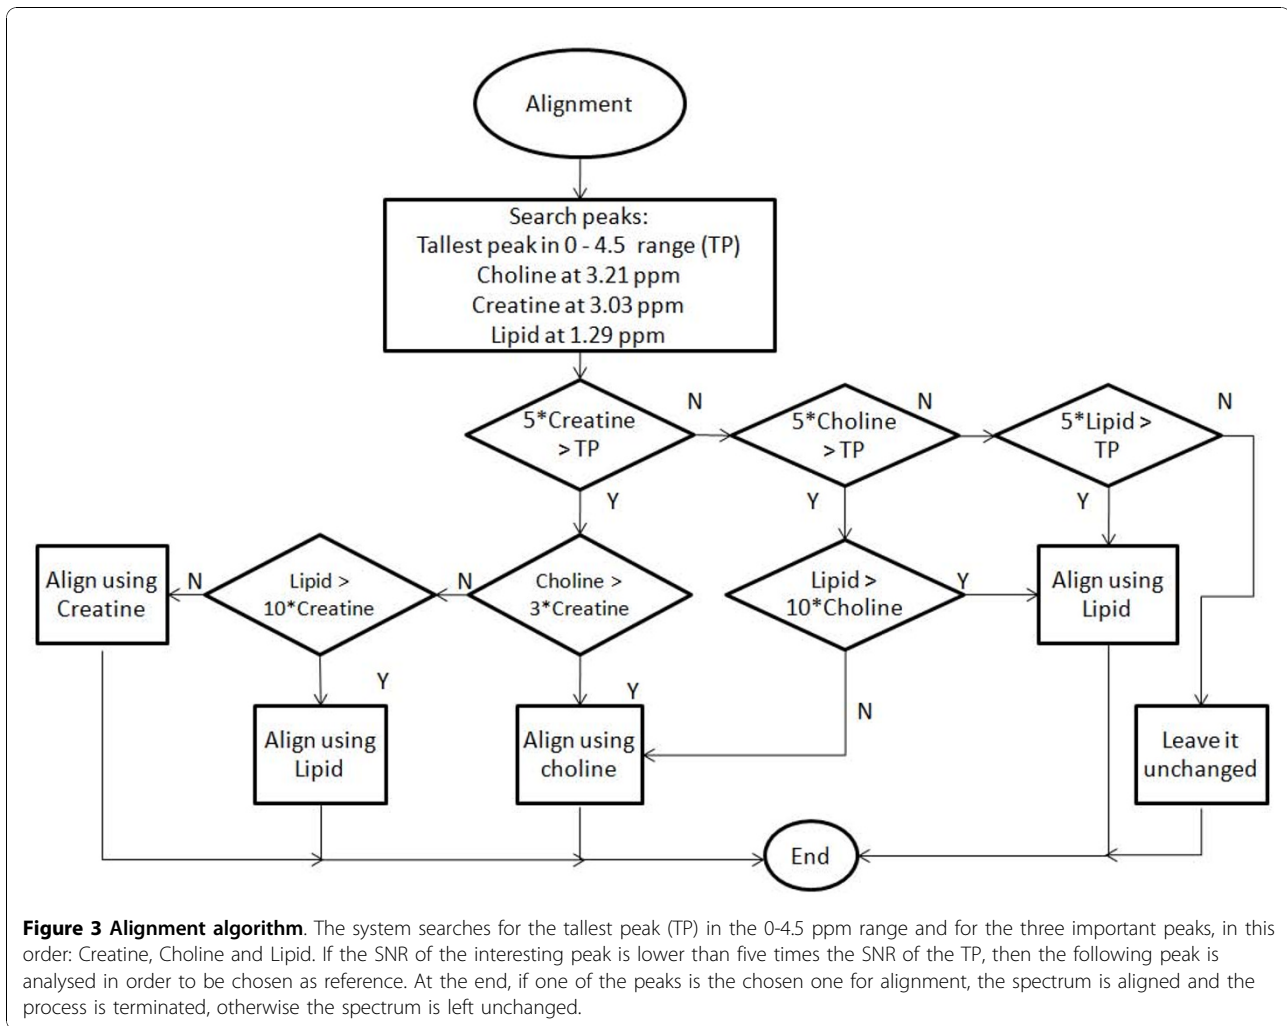 Alignment
Search peaks:
Tallest peak in 0 - 4.5 range (TP)
Choline at 3.21 ppm
Creatine at 3.03 ppm
Lipid at 1.29 ppm
5*Creatine
> TP
N
5*Choline
> TP
N
5*Lipid >
TP
N
Y
Y
Y
Align using
Creatine
N
Lipid >
10*Creatine
N
Choline >
3*Creatine
Lipid >
10*Choline
Y
Align using
Lipid
Y
Y
N
Align using
Lipid
Align using
choline
Leave it
unchanged
End
Figure 3 Alignment algorithm. The system searches for the tallest peak (TP) in the 0-4.5 ppm range and for the three important peaks, in this
order: Creatine, Choline and Lipid. If the SNR of the interesting peak is lower than five times the SNR of the TP, then the following peak is
analysed in order to be chosen as reference. At the end, if one of the peaks is the chosen one for alignment, the spectrum is aligned and the
process is terminated, otherwise the spectrum is left unchanged.